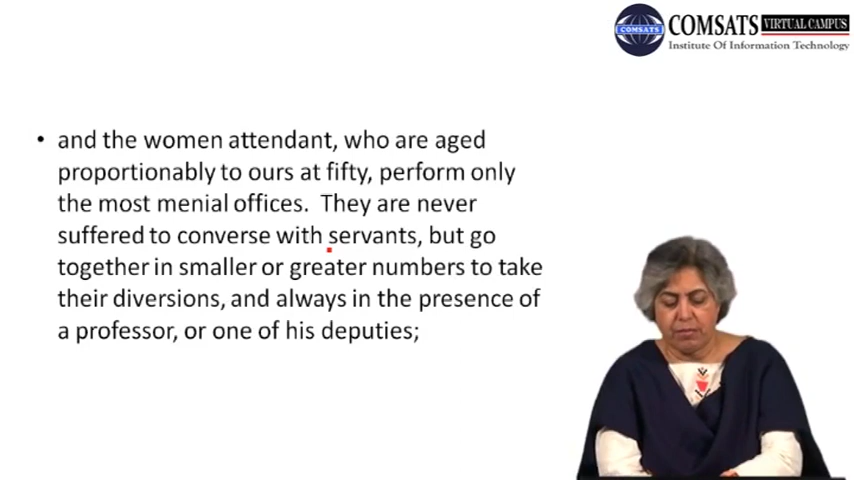 COMSATS
COMSATS VIRTUAL CAMPUS
Institute Of Information Technology
• and the women attendant, who are aged
proportionably to ours at fifty, perform only
the most menial offices. They are never
suffered to converse with servants, but go
together in smaller or greater numbers to take
their diversions, and always in the presence of
a professor, or one of his deputies;